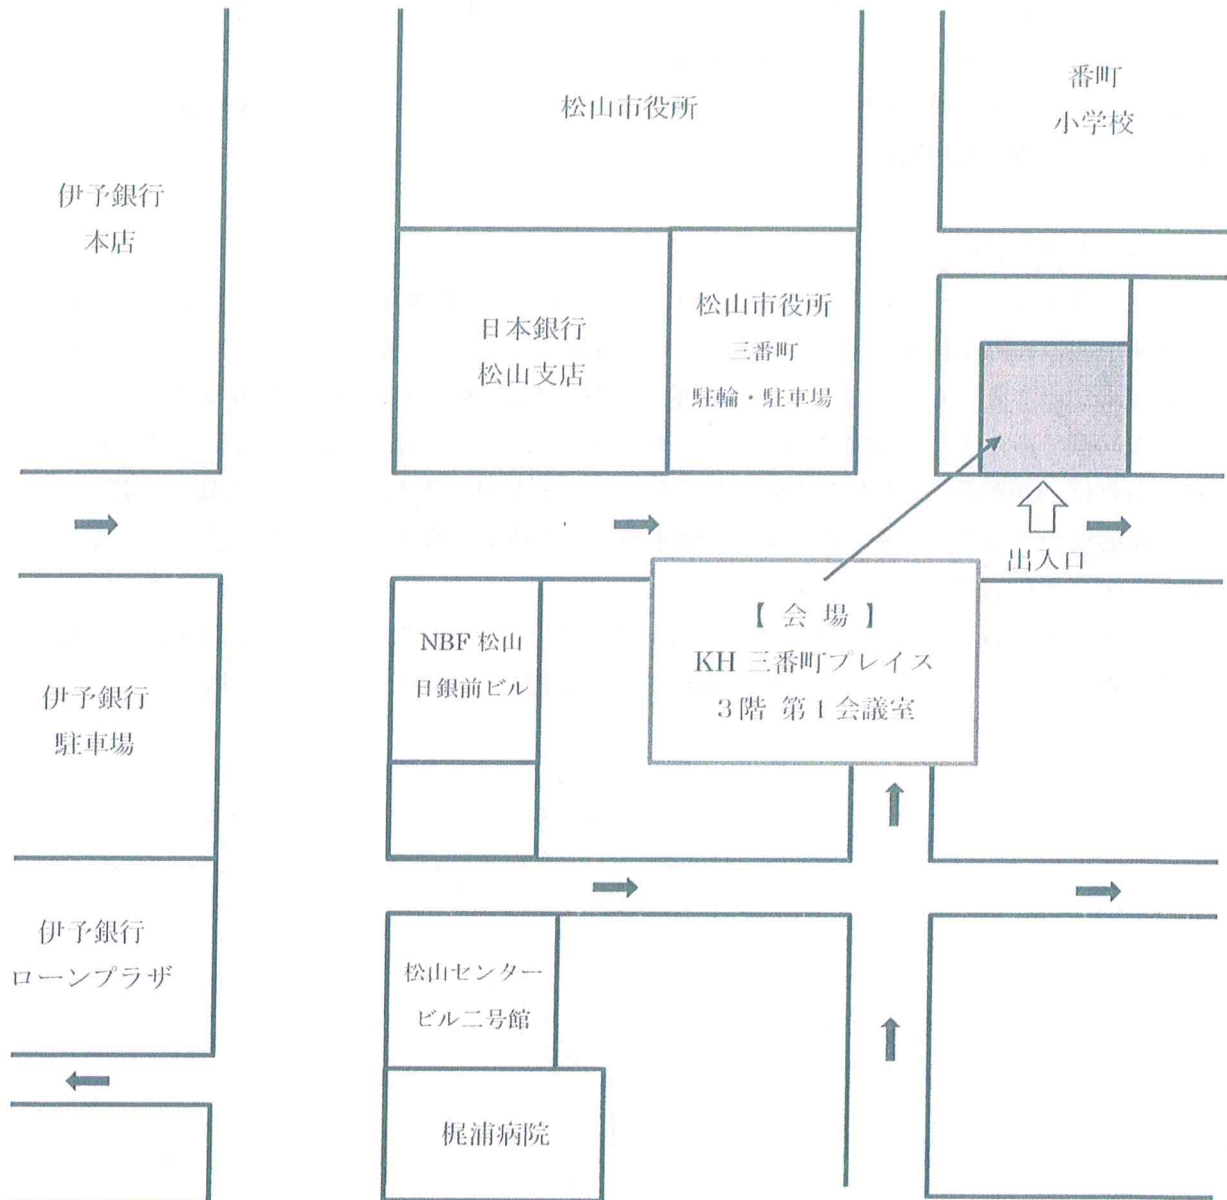 松山市役所
番町
小学校
伊予銀行
本店
日本銀行
松山支店
松山市役所
三番町
駐輪・駐車場
出入口
【 会 場 】
KH 三番町プレイス
3階 第1会議室
NBF 松山
日銀前ビル
伊予銀行
駐車場
伊予銀行
ローンプラザ
松山センター
ビル二号館
梶浦病院